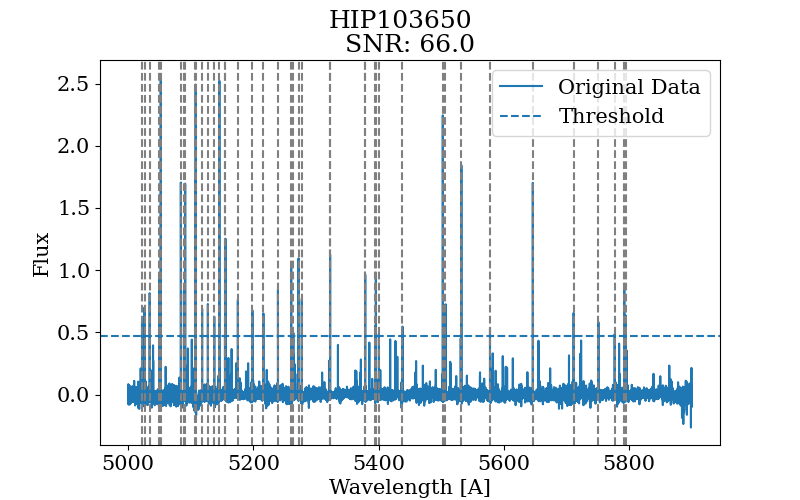 HIP103650
SNR: 66.0
Original Data
Threshold
2.5
2.0
1.5
1.0
0.5
0.0
Flux
5000 5200 5400 5600 5800
Wavelength [A]